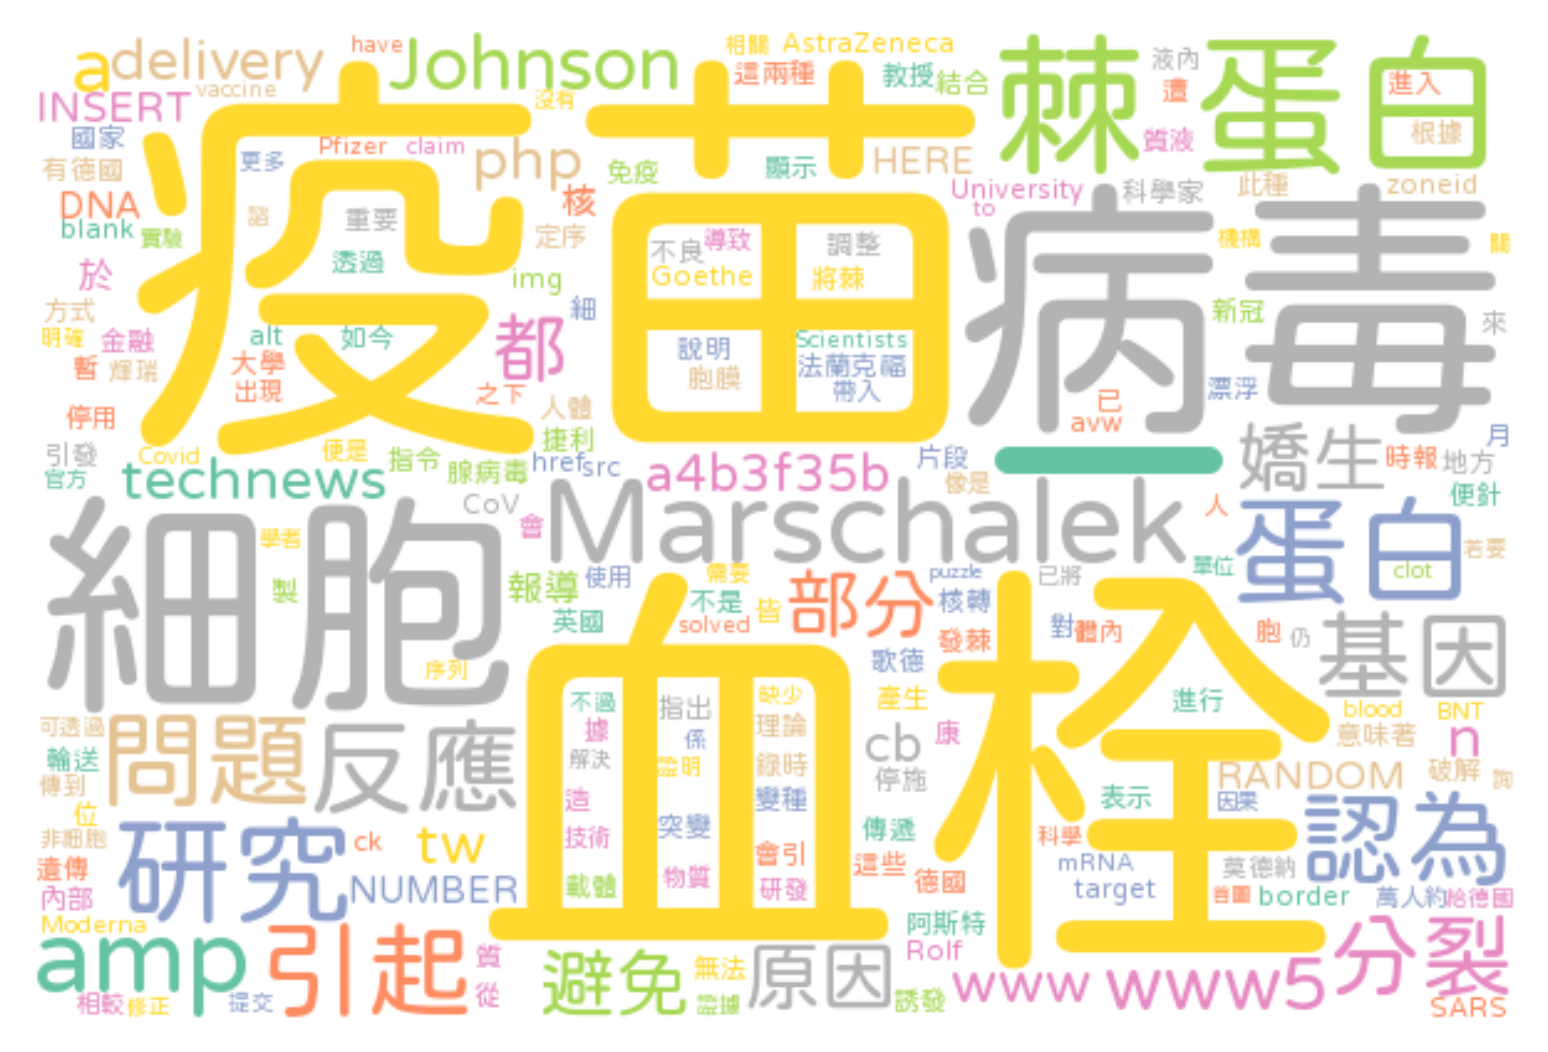 a delivery Johnson 相關 AstraZeneca 棘蛋白
have vaccine 沒有 這兩種 教授 結合 液內 遭 進入
INSERT 疫苗 質液 根據
國家 更多 Pfizer claim php 免疫 顯示 HERE
有德國 University to 科學家 此種 zoneid
DNA 重要 核 病毒
blank 實驗 定序 不良 導致 調整 機構 關
於 透過 img Goethe 將棘
方式 細 新冠 來
明確 金融 alt 如今 都 說明 Scientists
暫 輝瑞 大學 胞膜 法蘭克福
出現 之下 帶入 已 漂浮
停用 人體 avw
引發 Covid 便是 指令 捷利 片段 一 嬌生 時報 地方 月
官方 technews 腺病毒 href src a4b3f35b 像是 便針
細胞 CoV 會 Marschalek 人 蛋白
學者 若要
製 報導 使用 需要 部分 puzzle 已將 單位 clot
英國 不是 皆 核轉
solved 發棘 對 體內 胞 仍 基因
序列 血栓 歌德
可透過 問題 反應 不過 指出 缺少 產生 進行 blood BNT
輸送 據 係 理論 cb 康 意味著 n
傳到 解決 證明 錄時 停施 RANDOM 破解
位 造 變種 表示 因果 認為
非細胞 研究 ck tw 技術 突變 會引 傳遞 科學
遺傳 物質 這些 mRNA 莫德納
內部 NUMBER 載體 研發 德國 target 首圖 border 萬人約 給德國
Moderna 阿斯特
amp 引起 質 避免 無法 原因 Rolf 分裂
相較 修正 提交 從 證據 誘發 www www5 SARS